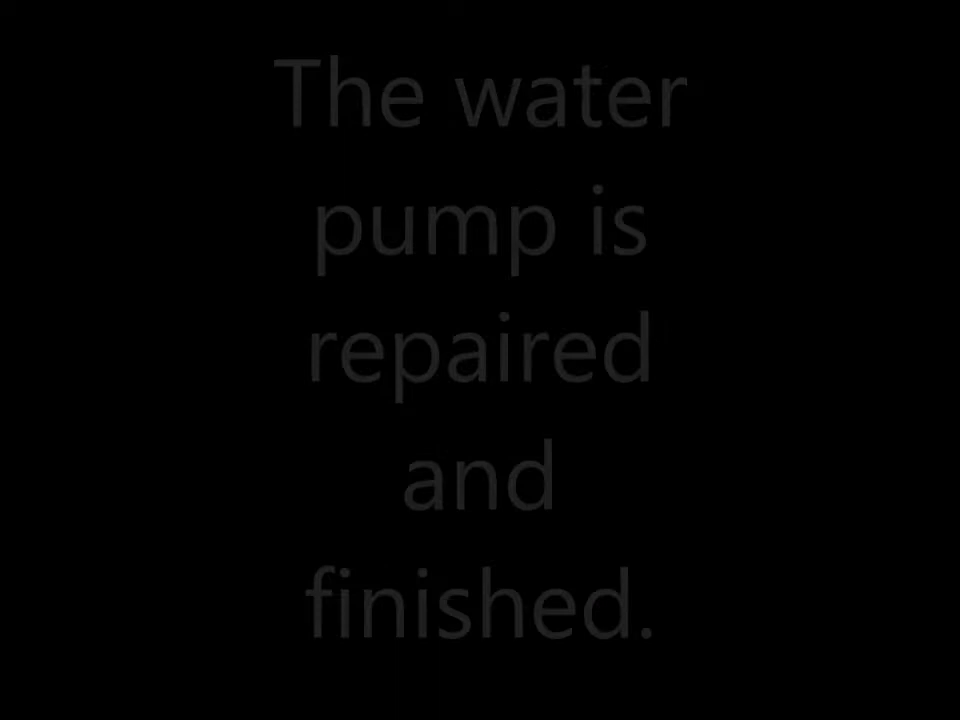 The water
pump is
repaired
and
finished.